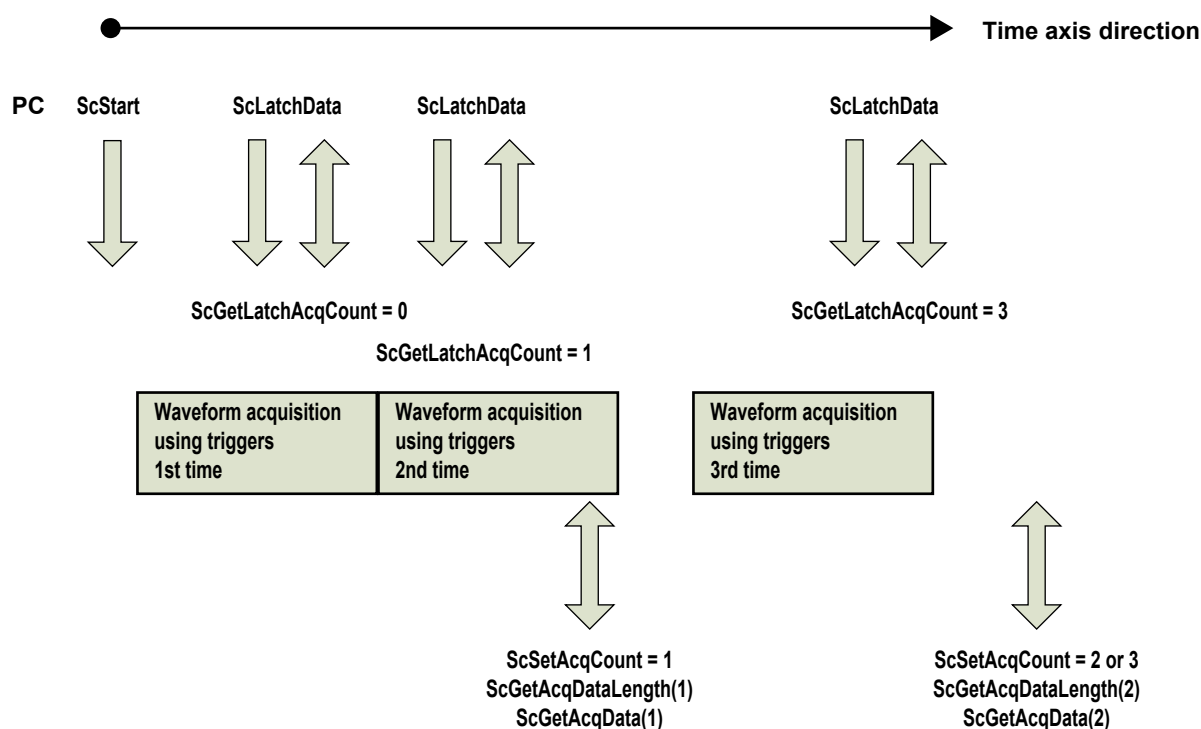 Time axis direction
PC ScStart ScLatchData ScLatchData ScLatchData
ScGetLatchAcqCount = 0 ScGetLatchAcqCount = 3
ScGetLatchAcqCount = 1
Waveform acquisition
using triggers
1st time
Waveform acquisition
using triggers
2nd time
Waveform acquisition
using triggers
3rd time
ScSetAcqCount = 1
ScGetAcqDataLength(1)
ScGetAcqData(1)
ScSetAcqCount = 2 or 3
ScGetAcqDataLength(2)
ScGetAcqData(2)